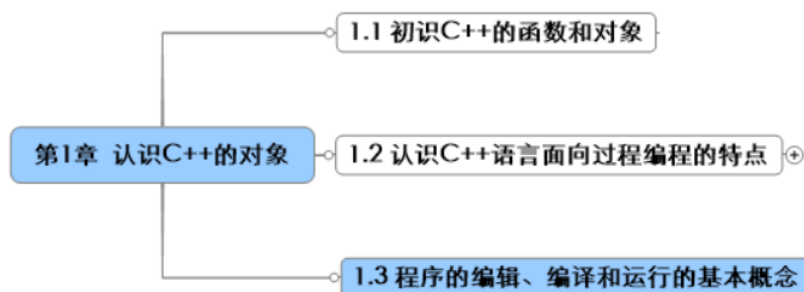 1.1 初识C++的函数和对象
第1章 认识C++的对象
1.2 认识C++语言面向过程编程的特点
1.3 程序的编辑、编译和运行的基本概念